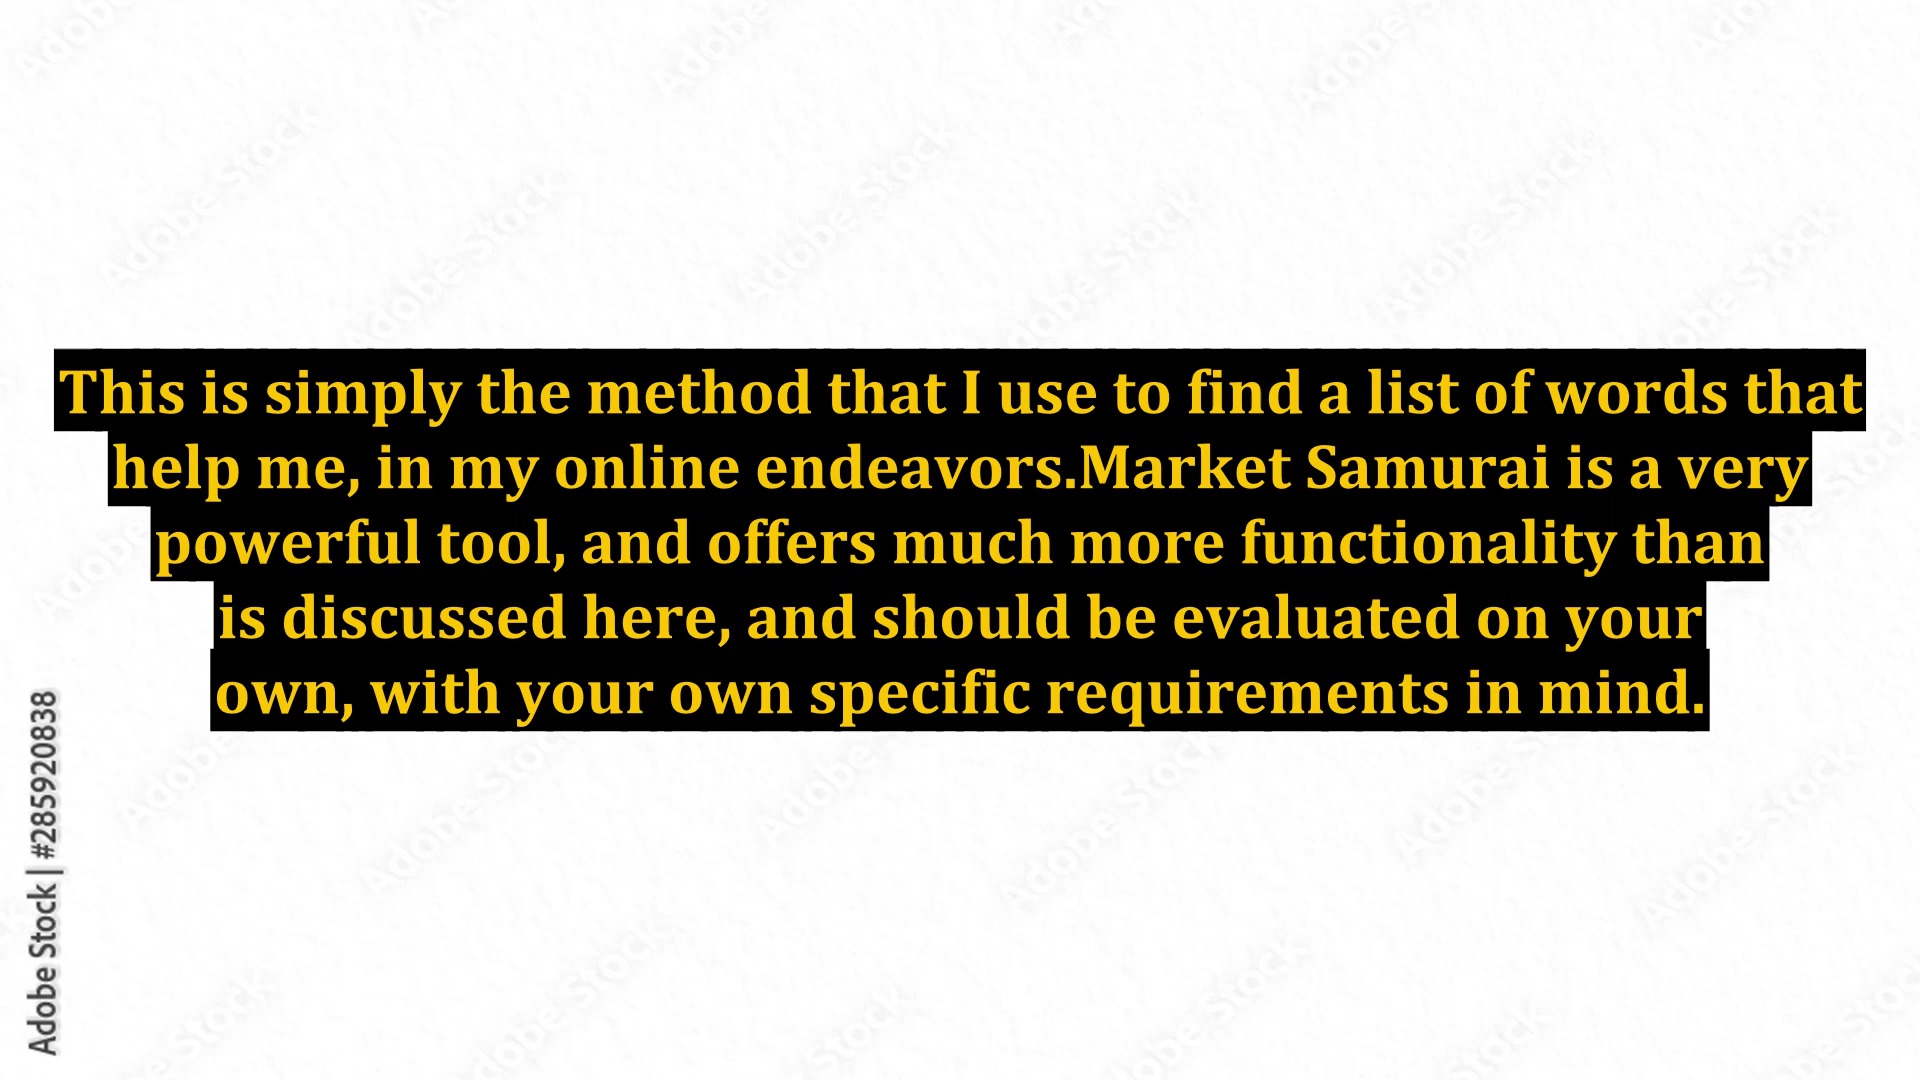 This is simply the method that I use to find a list of words that
help me, in my online endeavors.Market Samurai is a very
powerful tool, and offers much more functionality than
is discussed here, and should be evaluated on your
own, with your own specific requirements in mind.
Adobe Stock | #285920838